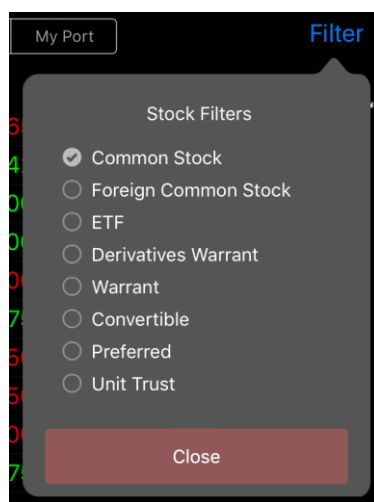 My Port
Filter
Stock Filters
Common Stock
Foreign Common Stock
ETF
Derivatives Warrant
Warrant
Convertible
Preferred
Unit Trust
Close